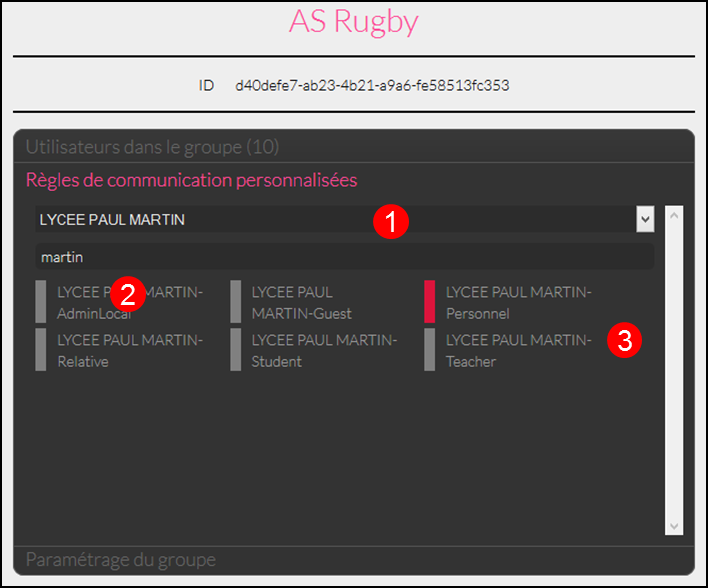 AS Rugby
ID d40defe7-ab23-4b21-a9a6-fe58513fc353
Utilisateurs dans le groupe (10)
Règles de communication personnalisées
LYCEE PAUL MARTIN 1
martin
LYCEE P 2 MARTIN-
AdminLocal
LYCEE PAUL
MARTIN-Guest
LYCEE PAUL MARTIN-
Personnel
LYCEE PAUL MARTIN-
Relative
LYCEE PAUL MARTIN-
Student
LYCEE PAUL MARTIN-
Teacher
3
Paramétrage du groupe